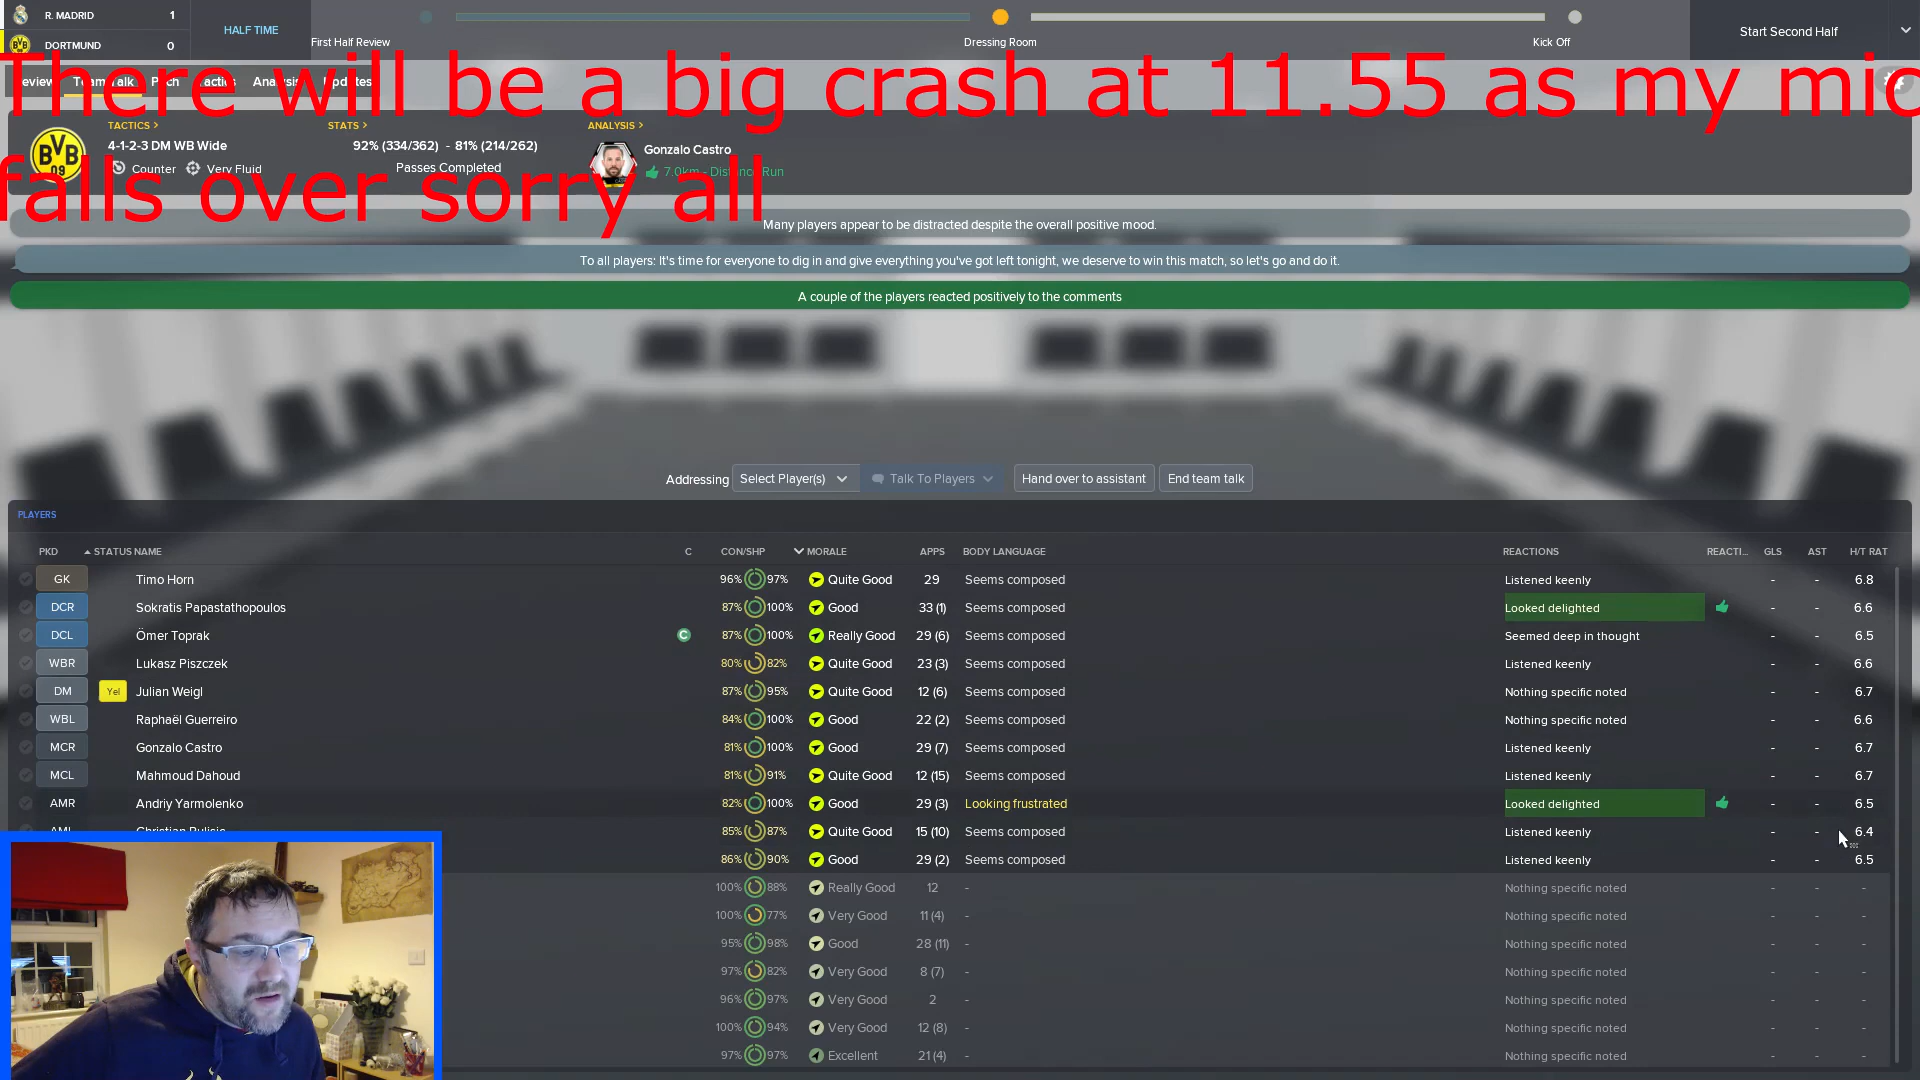 R. MADRID 1
DORTMUND 0
HALF TIME
First Half Review
Dressing Room
Kick Off
Start Second Half
There will be a big crash at 11.55 as my mic
falls over sorry all
Team Talk
TACTICS >
4-1-2-3 DM WB Wide
Counter Very Fluid
STATS >
92% (334/362) - 81% (214/262)
Passes Completed
ANALYSIS >
Gonzalo Castro
7.0km - Distance Run
BVB 09
Many players appear to be distracted despite the overall positive mood.
To all players: It's time for everyone to dig in and give everything you've got left tonight, we deserve to win this match, so let's go and do it.
A couple of the players reacted positively to the comments
Addressing Select Player(s) Talk To Players Hand over to assistant End team talk
PLAYERS
PKD STATUS NAME C CON/SHP MORALE APPS BODY LANGUAGE REACTIONS REACTI... GLS AST H/T RAT
GK Timo Horn 96% 97% Quite Good 29 Seems composed Listened keenly - - 6.8
DCR Sokratis Papastathopoulos 87% 100% Good 33 (1) Seems composed Looked delighted - - 6.6
DCL Ömer Toprak C 87% 100% Really Good 29 (6) Seems composed Seemed deep in thought - - 6.5
WBR Lukasz Piszczek 80% 82% Quite Good 23 (3) Seems composed Listened keenly - - 6.6
DM Yel Julian Weigl 87% 95% Quite Good 12 (6) Seems composed Nothing specific noted - - 6.7
WBL Raphaël Guerreiro 84% 100% Good 22 (2) Seems composed Nothing specific noted - - 6.6
MCR Gonzalo Castro 81% 100% Good 29 (7) Seems composed Listened keenly - - 6.7
MCL Mahmoud Dahoud 81% 91% Quite Good 12 (15) Seems composed Listened keenly - - 6.7
AMR Andriy Yarmolenko 82% 100% Good 29 (3) Looking frustrated Looked delighted - - 6.5
AML Christian Pulisic 85% 87% Quite Good 15 (10) Seems composed Listened keenly - - 6.4
86% 90% Good 29 (2) Seems composed Listened keenly - - 6.5
100% 88% Really Good 12 - Nothing specific noted - - -
100% 77% Very Good 11 (4) - Nothing specific noted - - -
95% 98% Good 28 (11) - Nothing specific noted - - -
97% 82% Very Good 8 (7) - Nothing specific noted - - -
96% 97% Very Good 2 - Nothing specific noted - - -
100% 94% Very Good 12 (8) - Nothing specific noted - - -
97% 97% Excellent 21 (4) - Nothing specific noted - - -